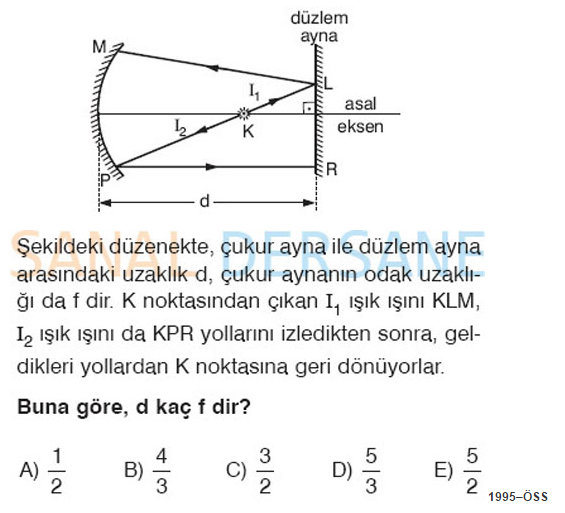 düzlem
ayna
M
L
I₁
asal
eksen
I₂
K
P
R
d
SANAL DERSANE
Şekildeki düzenekte, çukur ayna ile düzlem ayna
arasındaki uzaklık d, çukur aynanın odak uzaklı-
ğı da f dir. K noktasından çıkan I₁ ışık ışını KLM,
I₂ ışık ışını da KPR yollarını izledikten sonra, gel-
dikleri yollardan K noktasına geri dönüyorlar.
Buna göre, d kaç f dir?
A) 1/2 B) 4/3 C) 3/2 D) 5/3 E) 5/2
1995–ÖSS